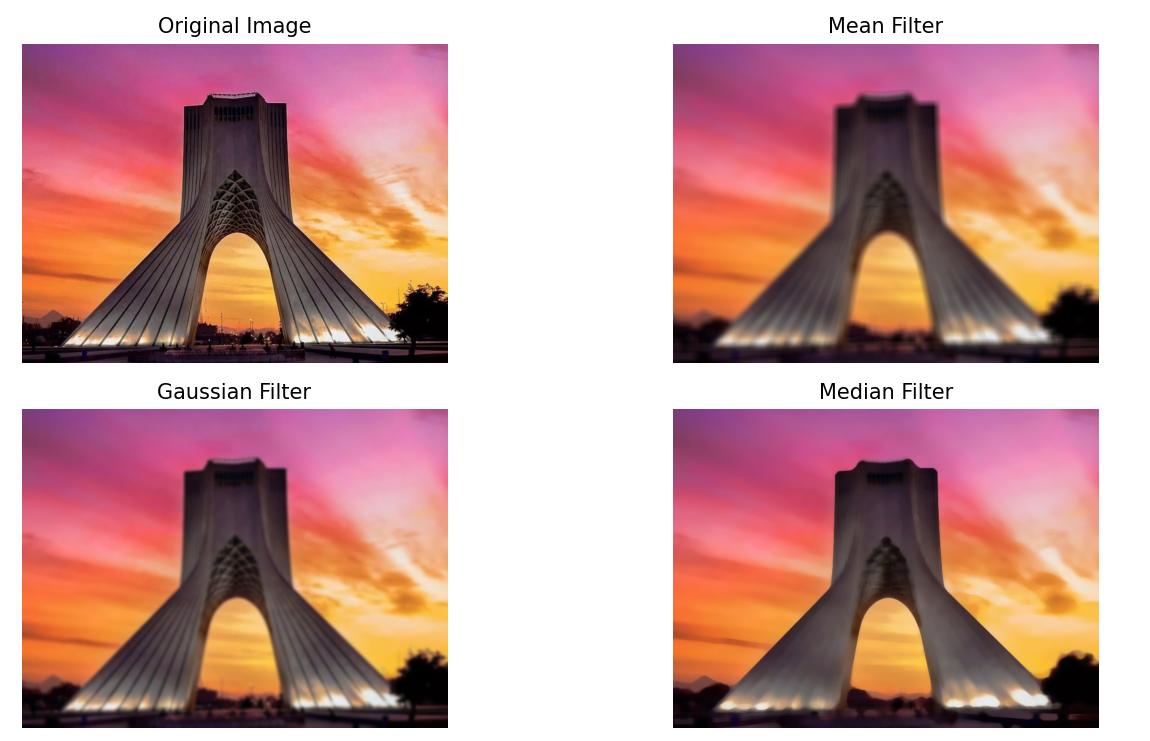 Original Image
Mean Filter
Gaussian Filter
Median Filter